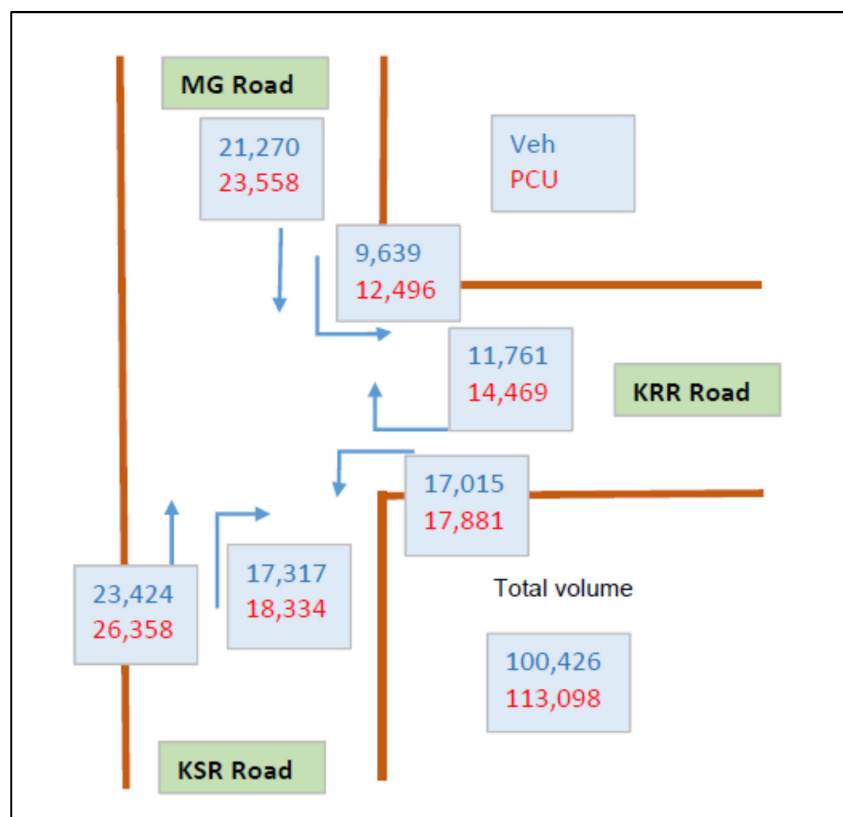 MG Road
21,270
23,558
Veh
PCU
9,639
12,496
11,761
14,469
KRR Road
17,015
17,881
23,424
26,358
17,317
18,334
Total volume
100,426
113,098
KSR Road